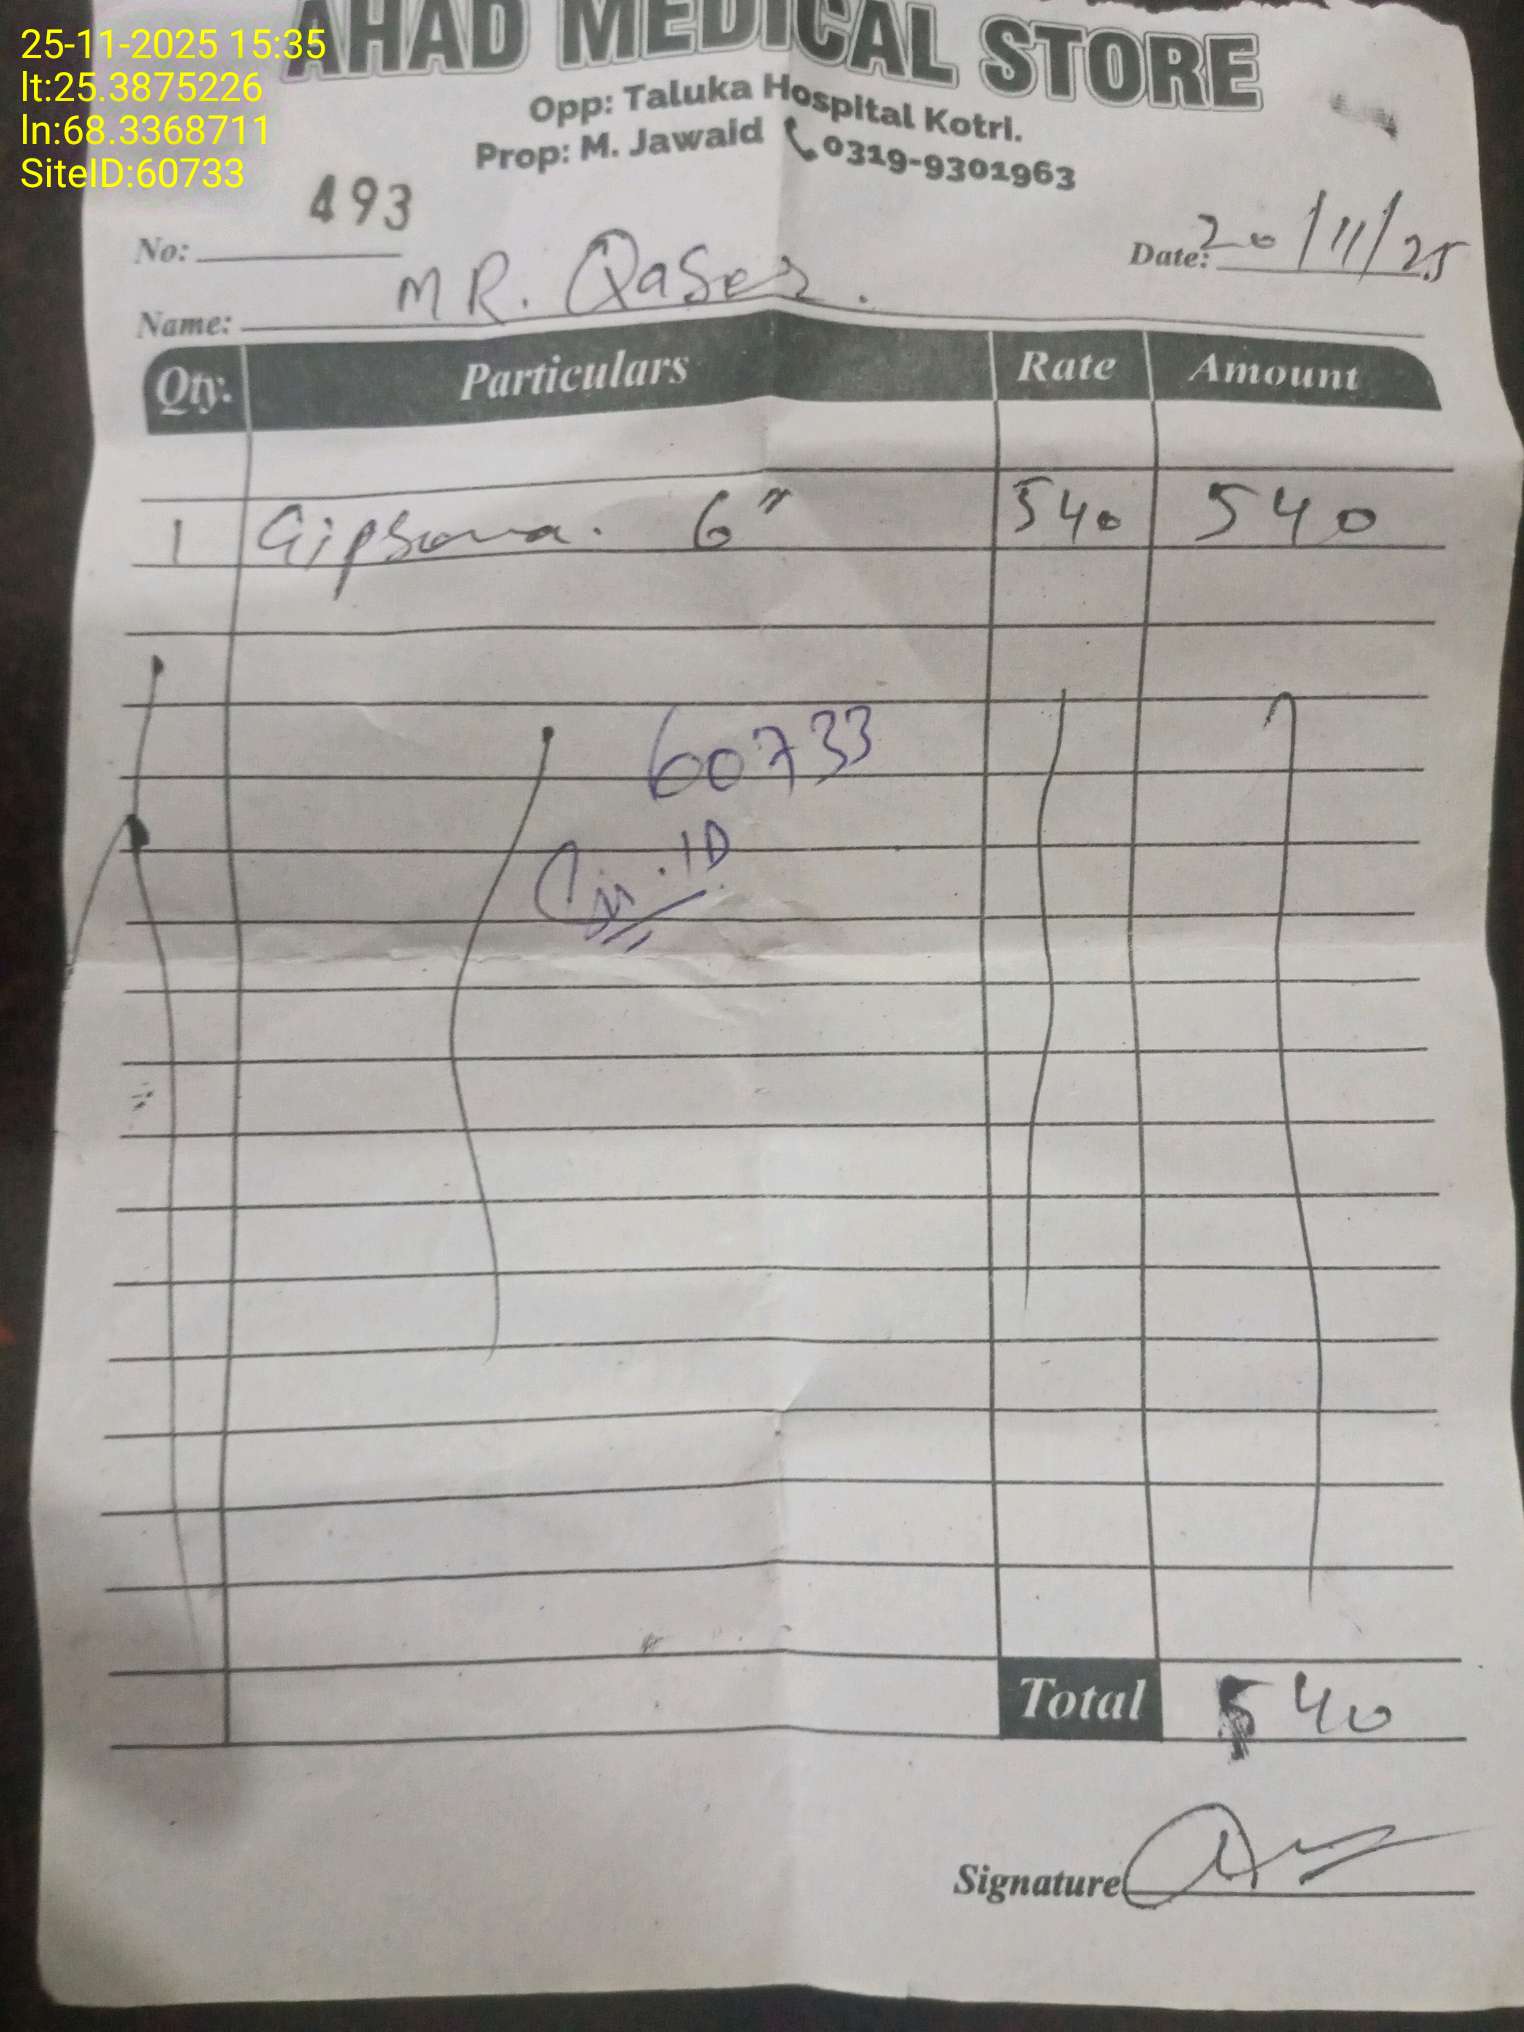 25-11-2025 15:35
lt:25.3875226
ln:68.3368711
SiteID:60733
AHAD MEDICAL STORE
Opp: Taluka Hospital Kotri.
Prop: M. Jawaid 0319-9301963
No: 493
Date: 20/11/25
Name: MR. Qaser.
Qty. Particulars Rate Amount
1 Gipsona. 6" 540 540
60733
ID
Total 540
Signature